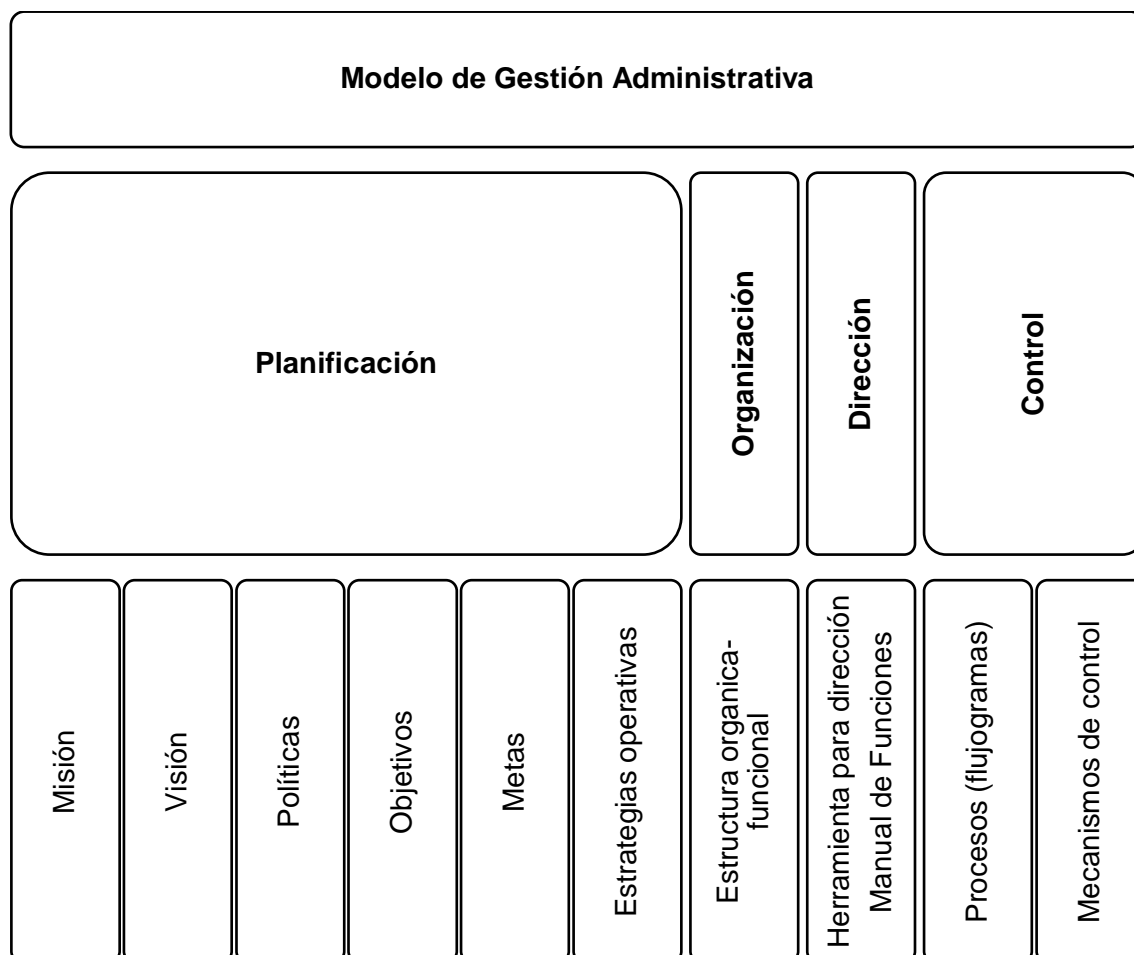 Modelo de Gestión Administrativa
Planificación
Organización
Dirección
Control
Misión
Visión
Políticas
Objetivos
Metas
Estrategias operativas
Estructura organica-
funcional
Herramienta para dirección
Manual de Funciones
Procesos (flujogramas)
Mecanismos de control